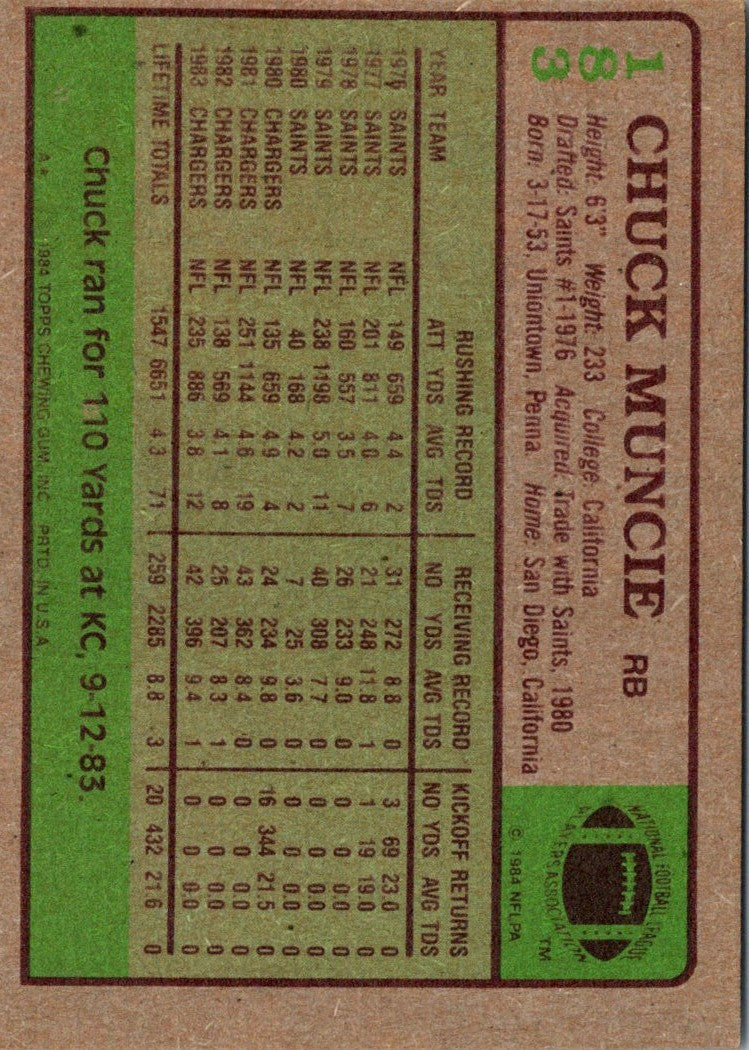 183
CHUCK MUNCIE RB
Height: 6'3" Weight: 233 College: California
Drafted: Saints #1-1976 Acquired: Trade with Saints, 1980
Born: 3-17-53, Uniontown, Penna Home: San Diego, California
NATIONAL FOOTBALL LEAGUE
PLAYERS ASSOCIATION
TM
© 1984 NFLPA
RUSHING RECORD RECEIVING RECORD KICKOFF RETURNS
YEAR TEAM ATT YDS AVG TDS NO YDS AVG TDS NO YDS AVG TDS
1976 SAINTS NFL 149 659 4.4 2 31 272 8.8 0 3 69 23.0 0
1977 SAINTS NFL 201 811 4.0 6 21 248 11.8 1 1 19 19.0 0
1978 SAINTS NFL 160 557 3.5 7 26 233 9.0 0 0 0 0.0 0
1979 SAINTS NFL 238 1198 5.0 11 40 308 7.7 0 0 0 0.0 0
1980 SAINTS NFL 40 168 4.2 2 7 25 3.6 0 0 0 0.0 0
1980 CHARGERS NFL 135 659 4.9 4 24 234 9.8 0 16 344 21.5 0
1981 CHARGERS NFL 251 1144 4.6 19 43 362 8.4 0 0 0 0.0 0
1982 CHARGERS NFL 138 569 4.1 8 25 207 8.3 1 0 0 0.0 0
1983 CHARGERS NFL 235 886 3.8 12 42 396 9.4 1 0 0 0.0 0
LIFETIME TOTALS 1547 6651 4.3 71 259 2285 8.8 3 20 432 21.6 0
Chuck ran for 110 Yards at KC, 9-12-83.
A* 1984 TOPPS CHEWING GUM, INC. PRTD. IN U.S.A.